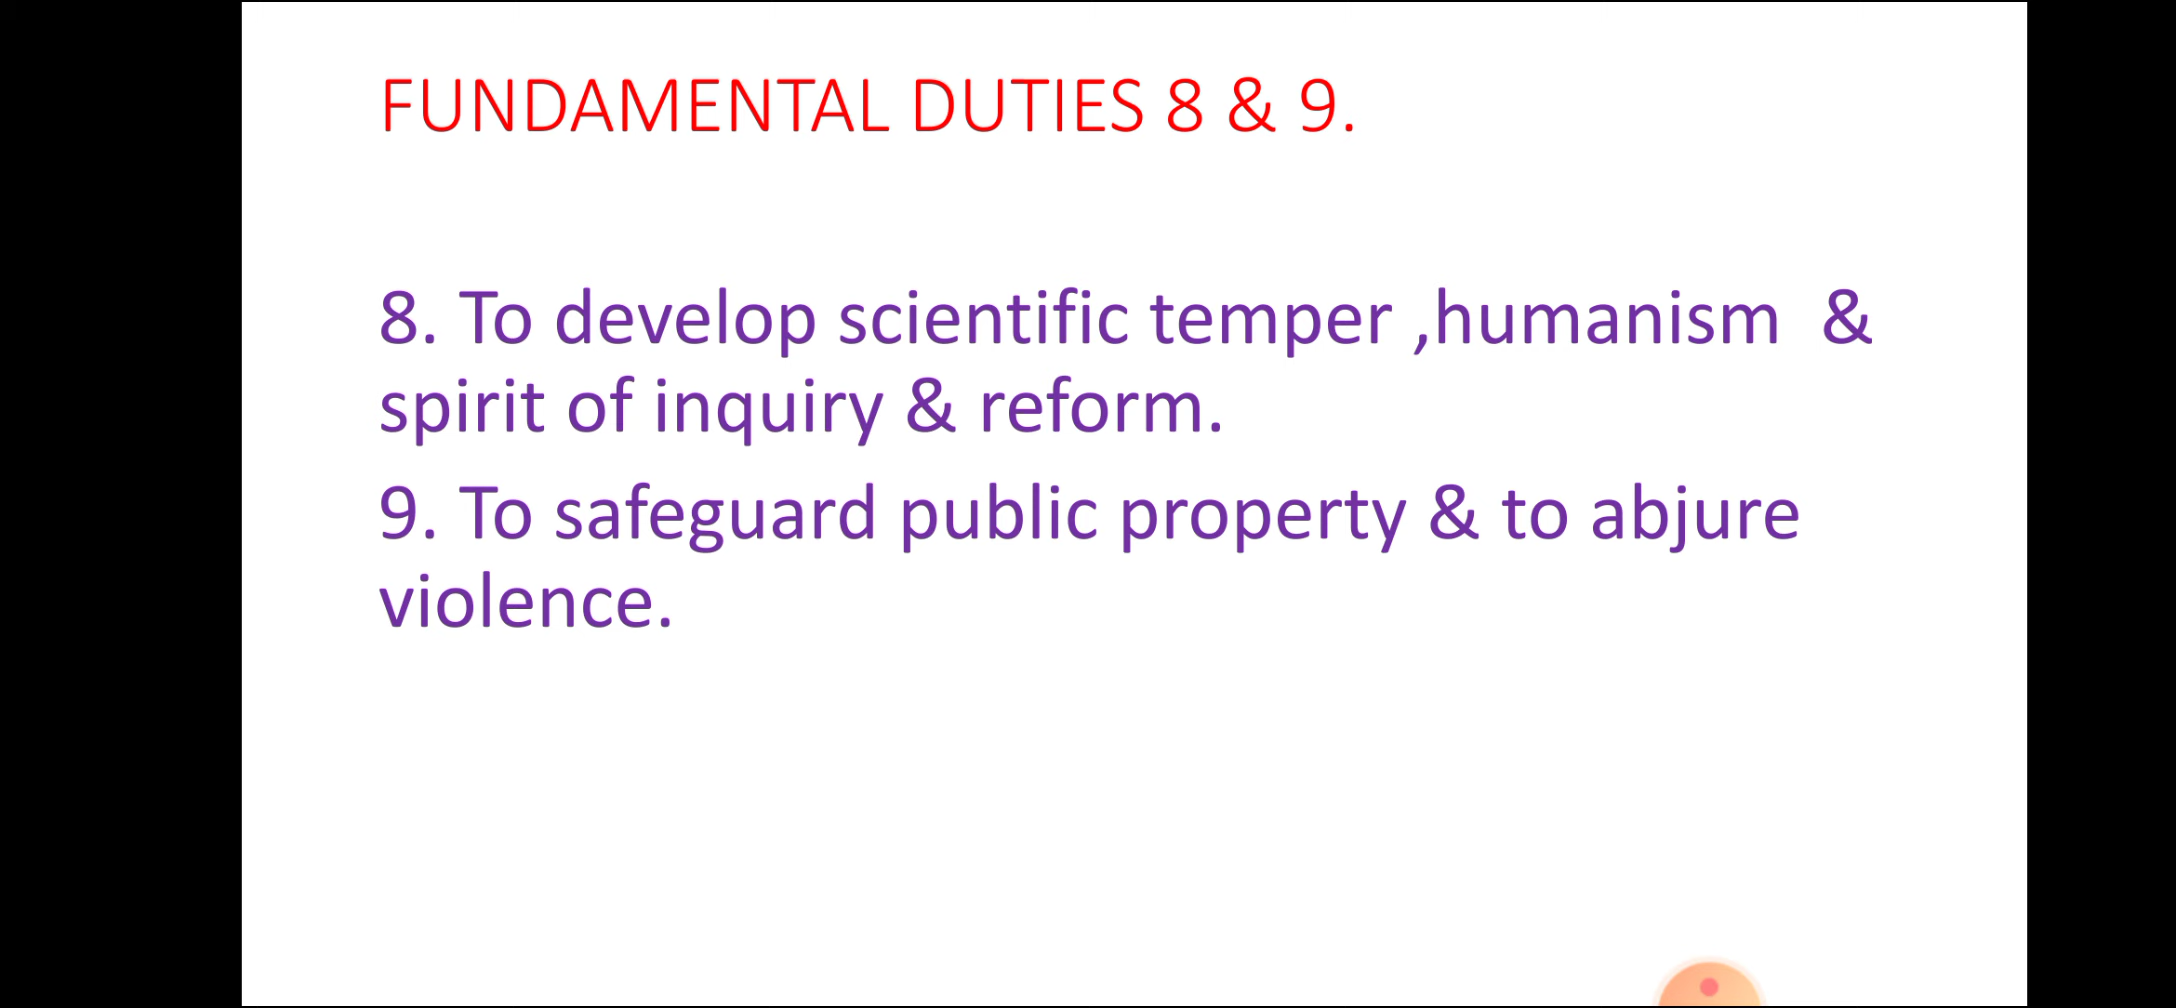 FUNDAMENTAL DUTIES 8 & 9.
8. To develop scientific temper ,humanism  &
spirit of inquiry & reform.
9. To safeguard public property & to abjure
violence.